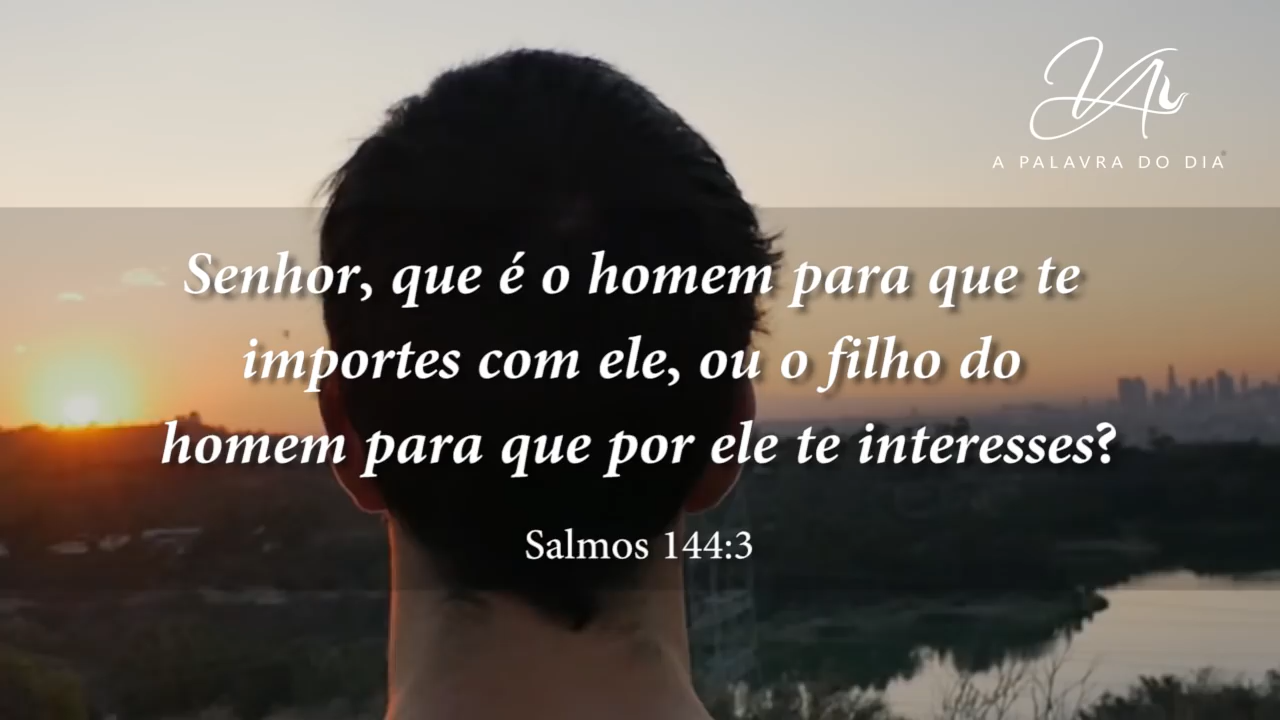 A PALAVRA DO DIA
Senhor, que é o homem para que te
importes com ele, ou o filho do
homem para que por ele te interesses?
Salmos 144:3